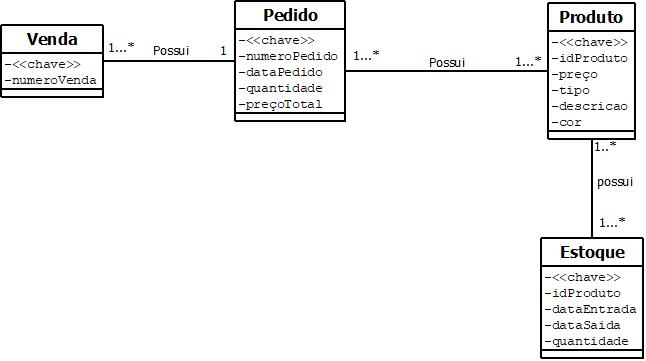 Venda
-<<chave>>
-numeroVenda
1...*
Possui
1
Pedido
-<<chave>>
-numeroPedido
-dataPedido
-quantidade
-preçoTotal
1...*
Possui
1...*
Produto
-<<chave>>
-idProduto
-preço
-tipo
-descricao
-cor
1..*
possui
1...*
Estoque
-<<chave>>
-idProduto
-dataEntrada
-dataSaida
-quantidade